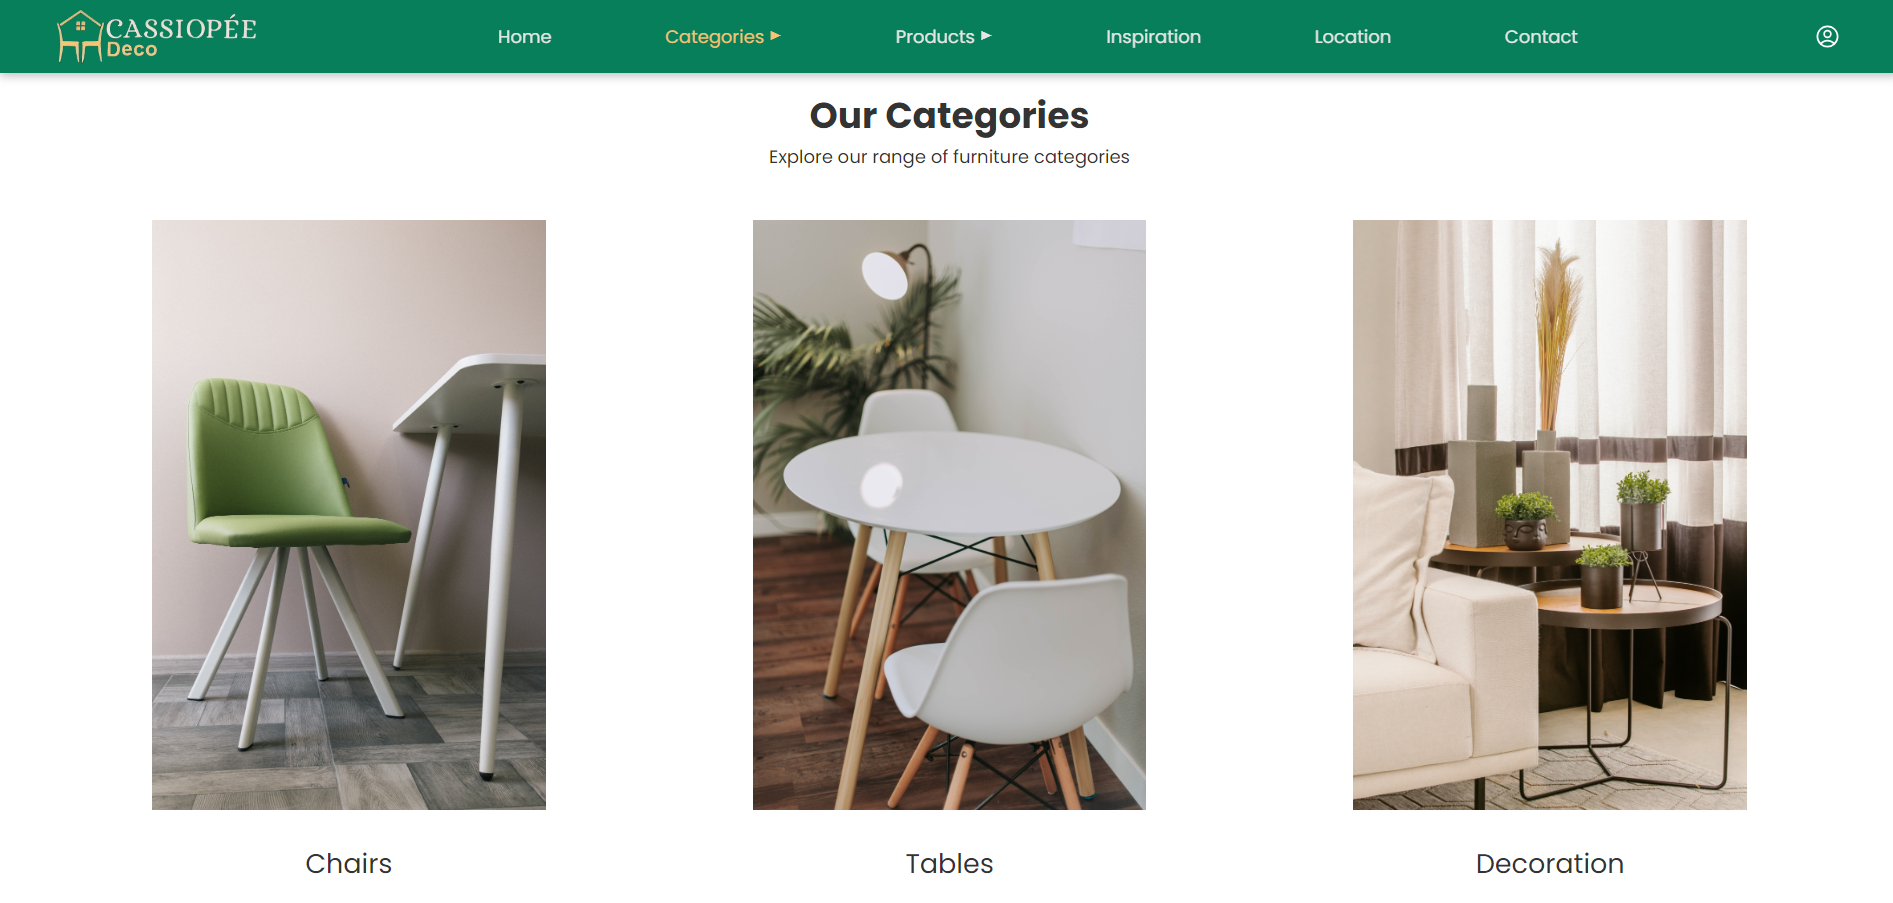 CASSIOPÉE
Deco
Home
Categories ►
Products ►
Inspiration
Location
Contact
Our Categories
Explore our range of furniture categories
Chairs
Tables
Decoration